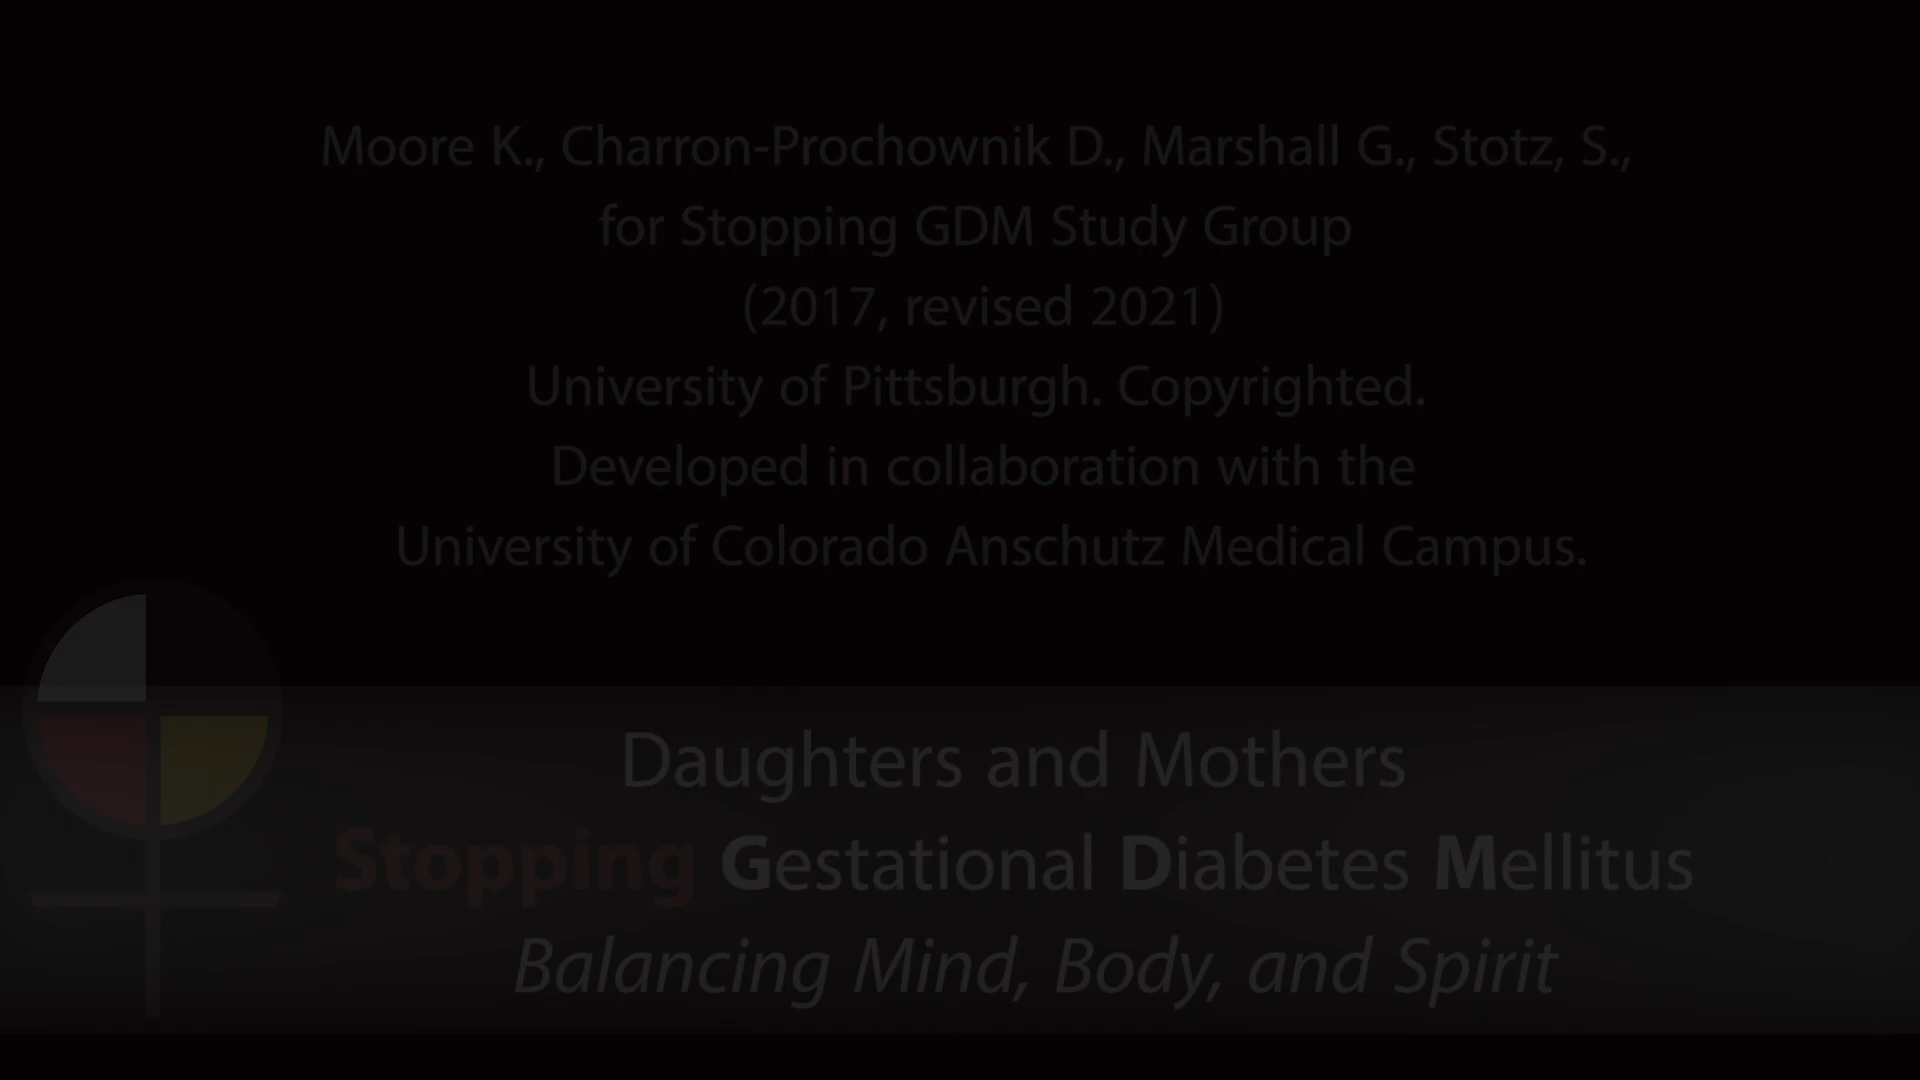 Moore K., Charron-Prochownik D., Marshall G., Stotz, S.,
for Stopping GDM Study Group
(2017, revised 2021)
University of Pittsburgh. Copyrighted.
Developed in collaboration with the
University of Colorado Anschutz Medical Campus.
Daughters and Mothers
Stopping Gestational Diabetes Mellitus
Balancing Mind, Body, and Spirit